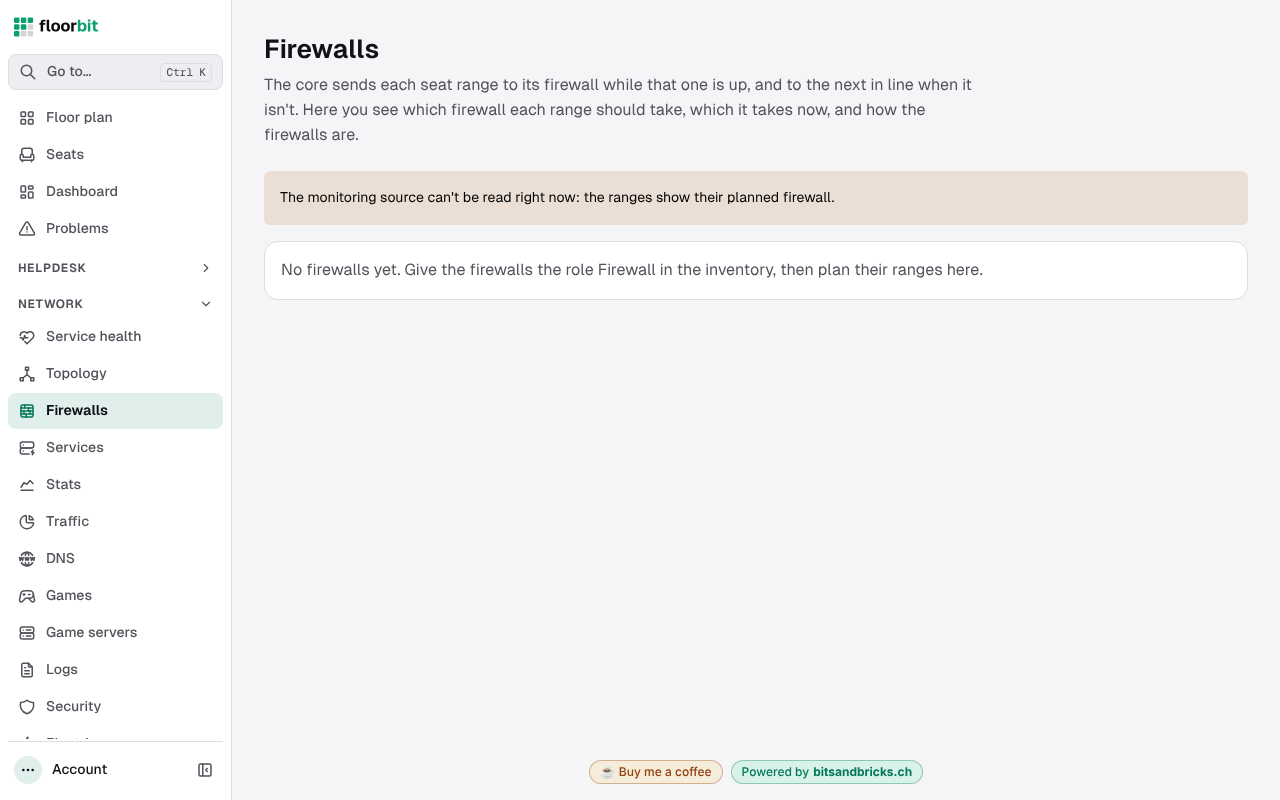 floorbit
Go to...
Ctrl K
Floor plan
Seats
Dashboard
Problems
HELPDESK
NETWORK
Service health
Topology
Firewalls
Services
Stats
Traffic
DNS
Games
Game servers
Logs
Security
Account
Firewalls
The core sends each seat range to its firewall while that one is up, and to the next in line when it
isn't. Here you see which firewall each range should take, which it takes now, and how the
firewalls are.
The monitoring source can't be read right now: the ranges show their planned firewall.
No firewalls yet. Give the firewalls the role Firewall in the inventory, then plan their ranges here.
☕ Buy me a coffee
Powered by bitsandbricks.ch